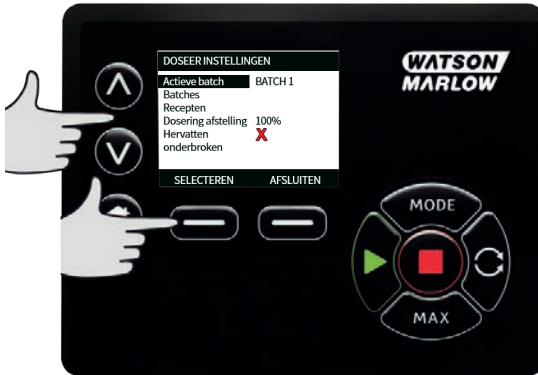 DOSEER INSTELLINGEN
Actieve batch BATCH 1
Batches
Recepten
Dosering afstelling 100%
Hervatten
onderbroken
SELECTEREN AFSLUITEN
WATSON
MARLOW
MODE
MAX